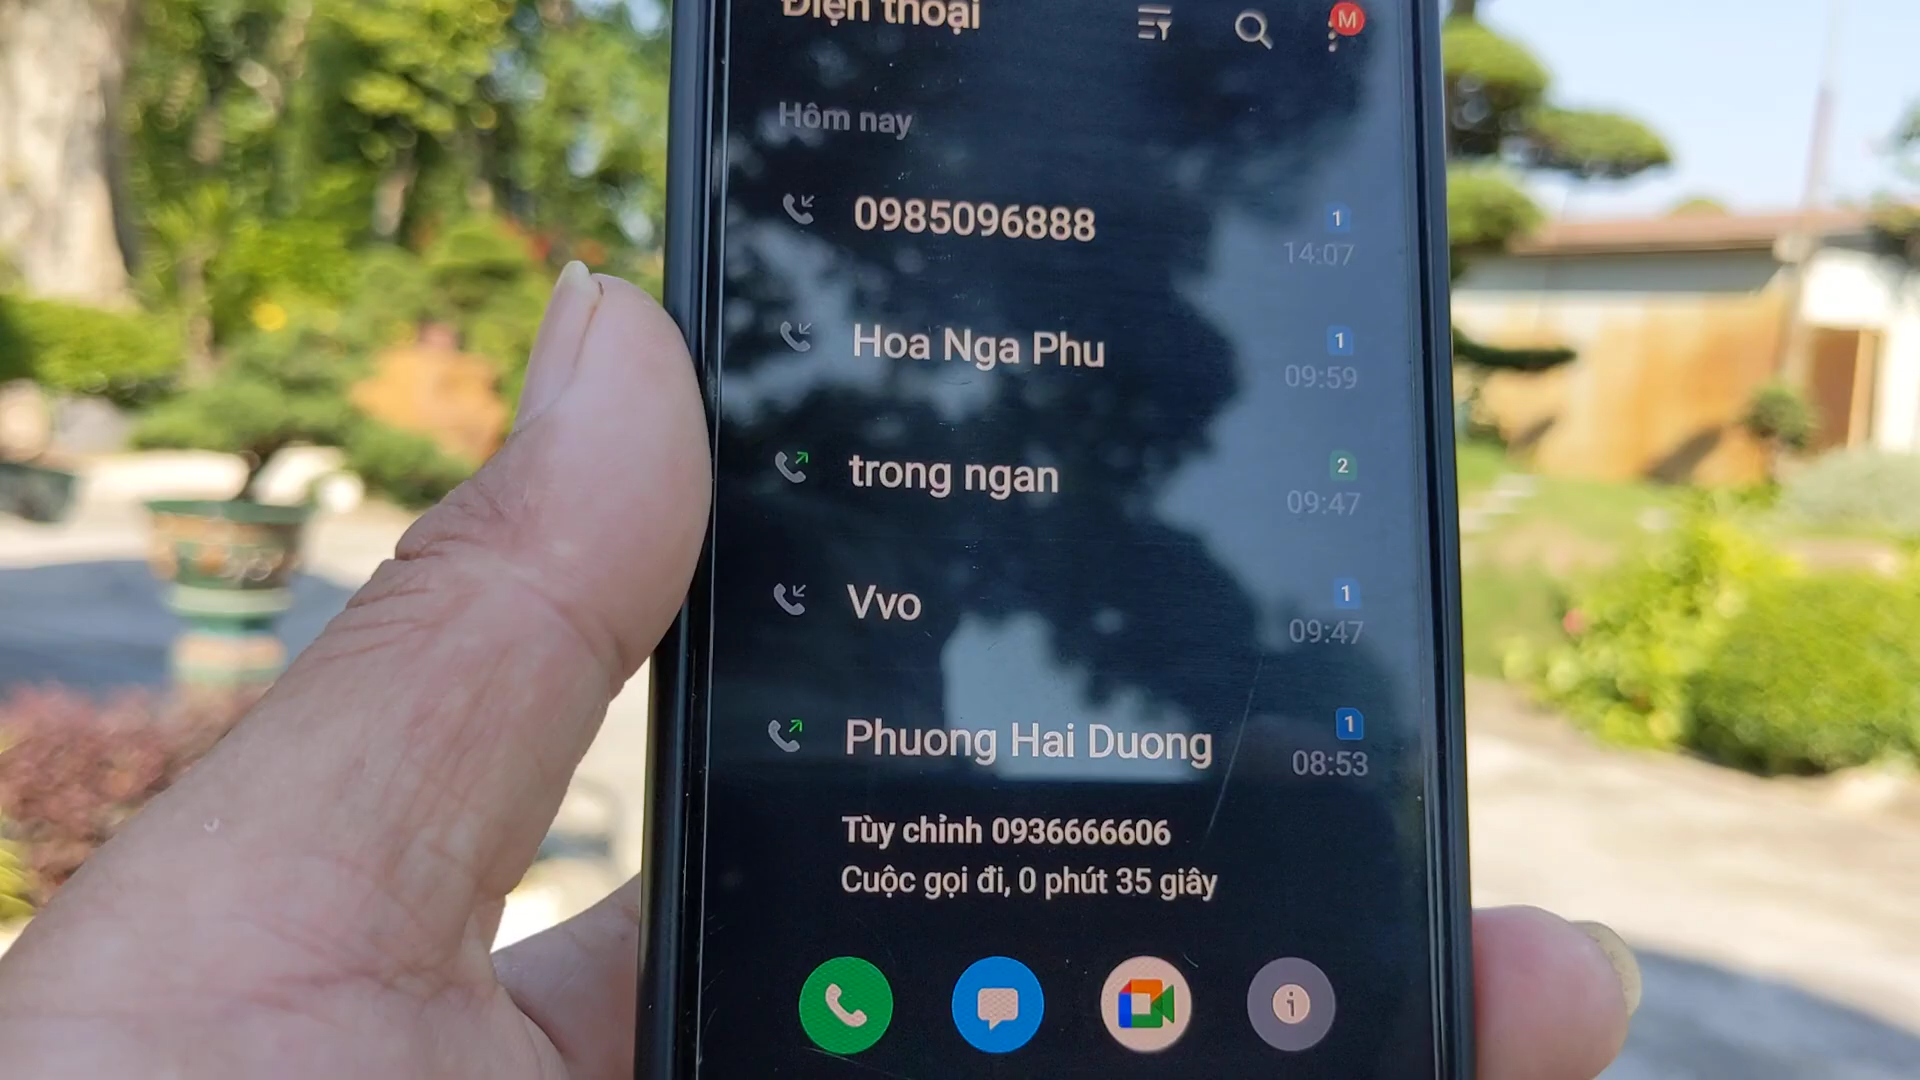 Điện thoại
M
Hôm nay
0985096888
1
14:07
Hoa Nga Phu
1
09:59
trong ngan
2
09:47
Vvo
1
09:47
Phuong Hai Duong
1
08:53
Tùy chỉnh 0936666606
Cuộc gọi đi, 0 phút 35 giây